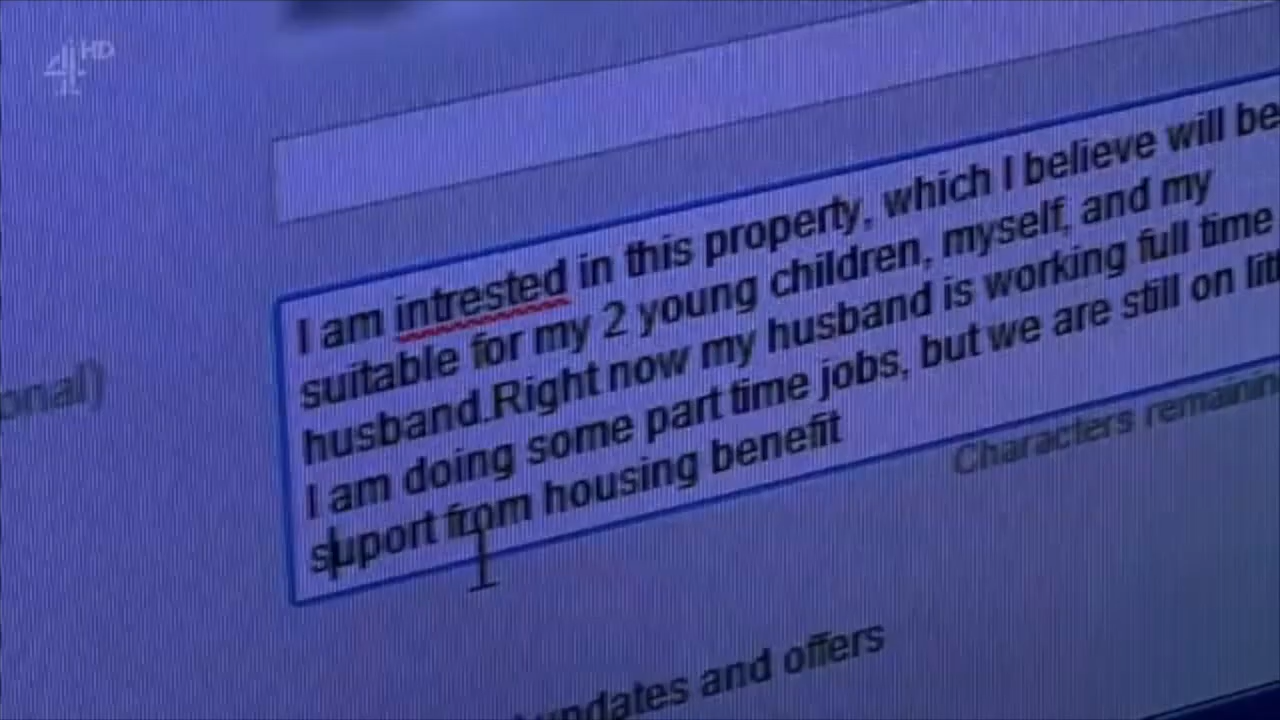 4 HD
I am intrested in this property, which I believe will be
suitable for my 2 young children, myself, and my
husband.Right now my husband is working full time
I am doing some part time jobs, but we are still on
suport from housing benefit
Characters
updates and offers